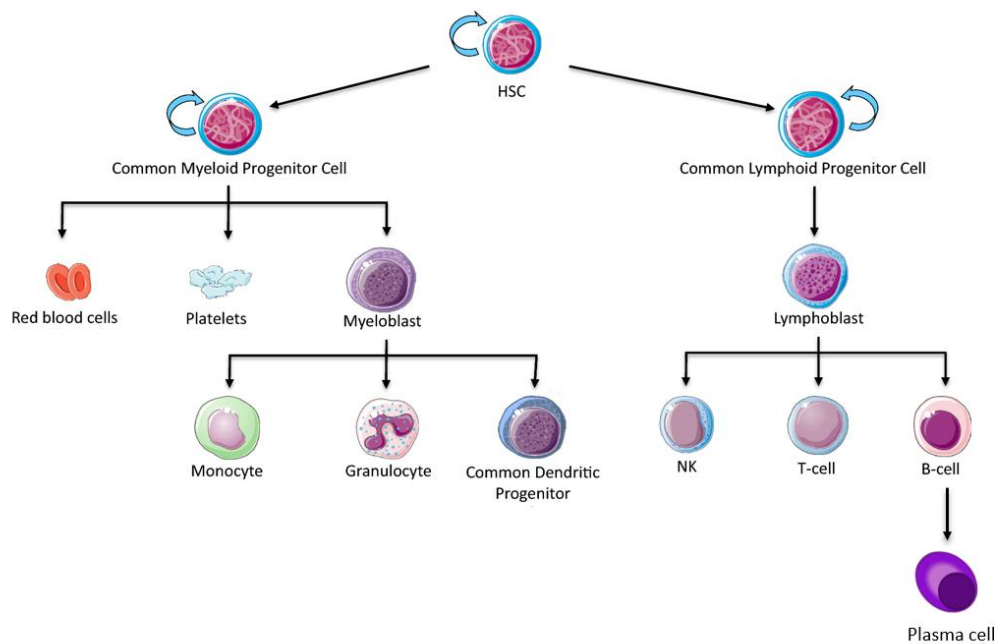 HSC
Common Myeloid Progenitor Cell
Common Lymphoid Progenitor Cell
Red blood cells
Platelets
Myeloblast
Lymphoblast
Monocyte
Granulocyte
Common Dendritic
Progenitor
NK
T-cell
B-cell
Plasma cell